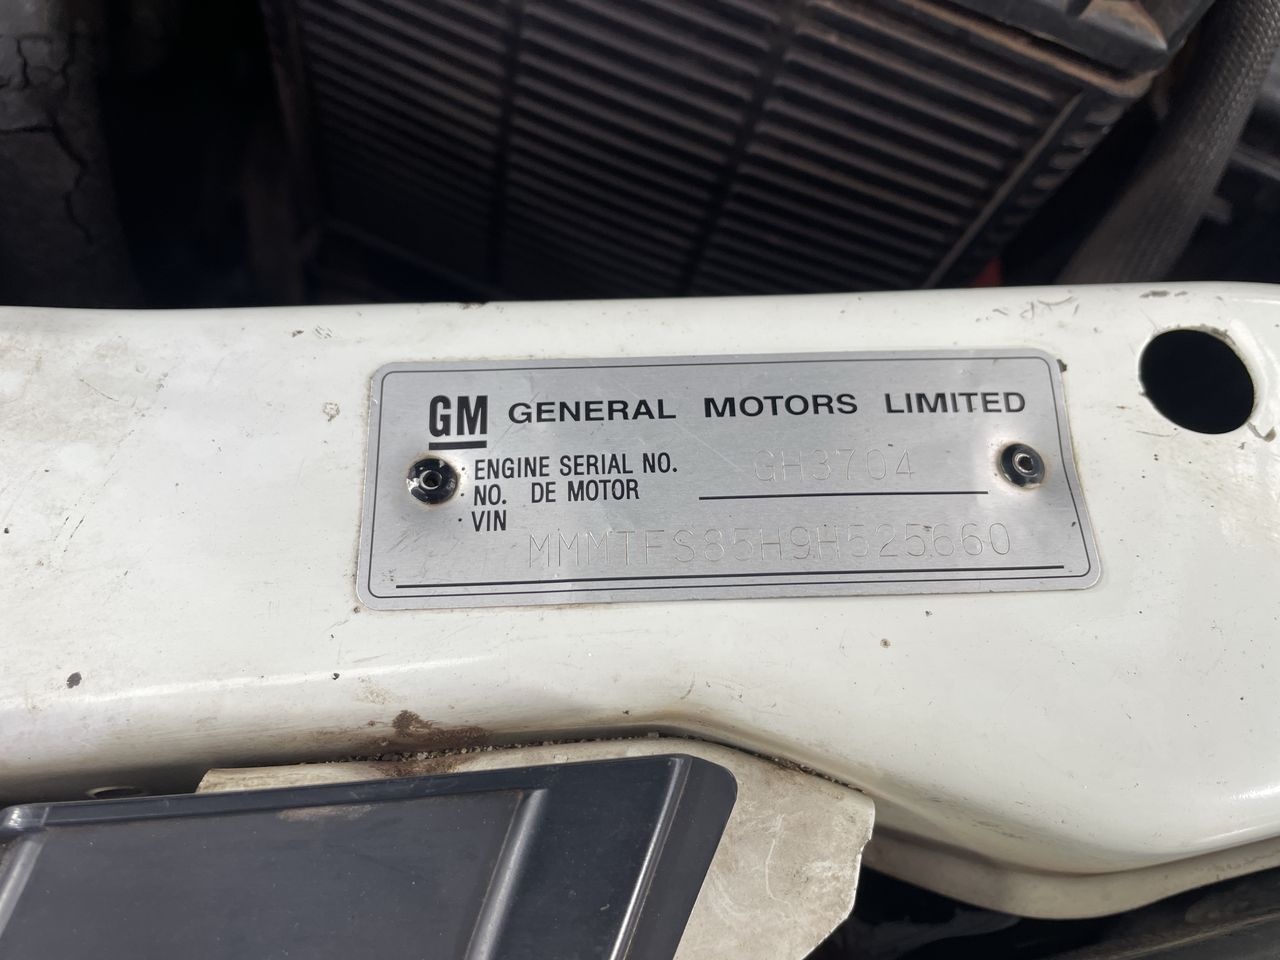 GM GENERAL MOTORS LIMITED
ENGINE SERIAL NO. GH3704
NO. DE MOTOR
VIN
MMMTFS85H9H525660